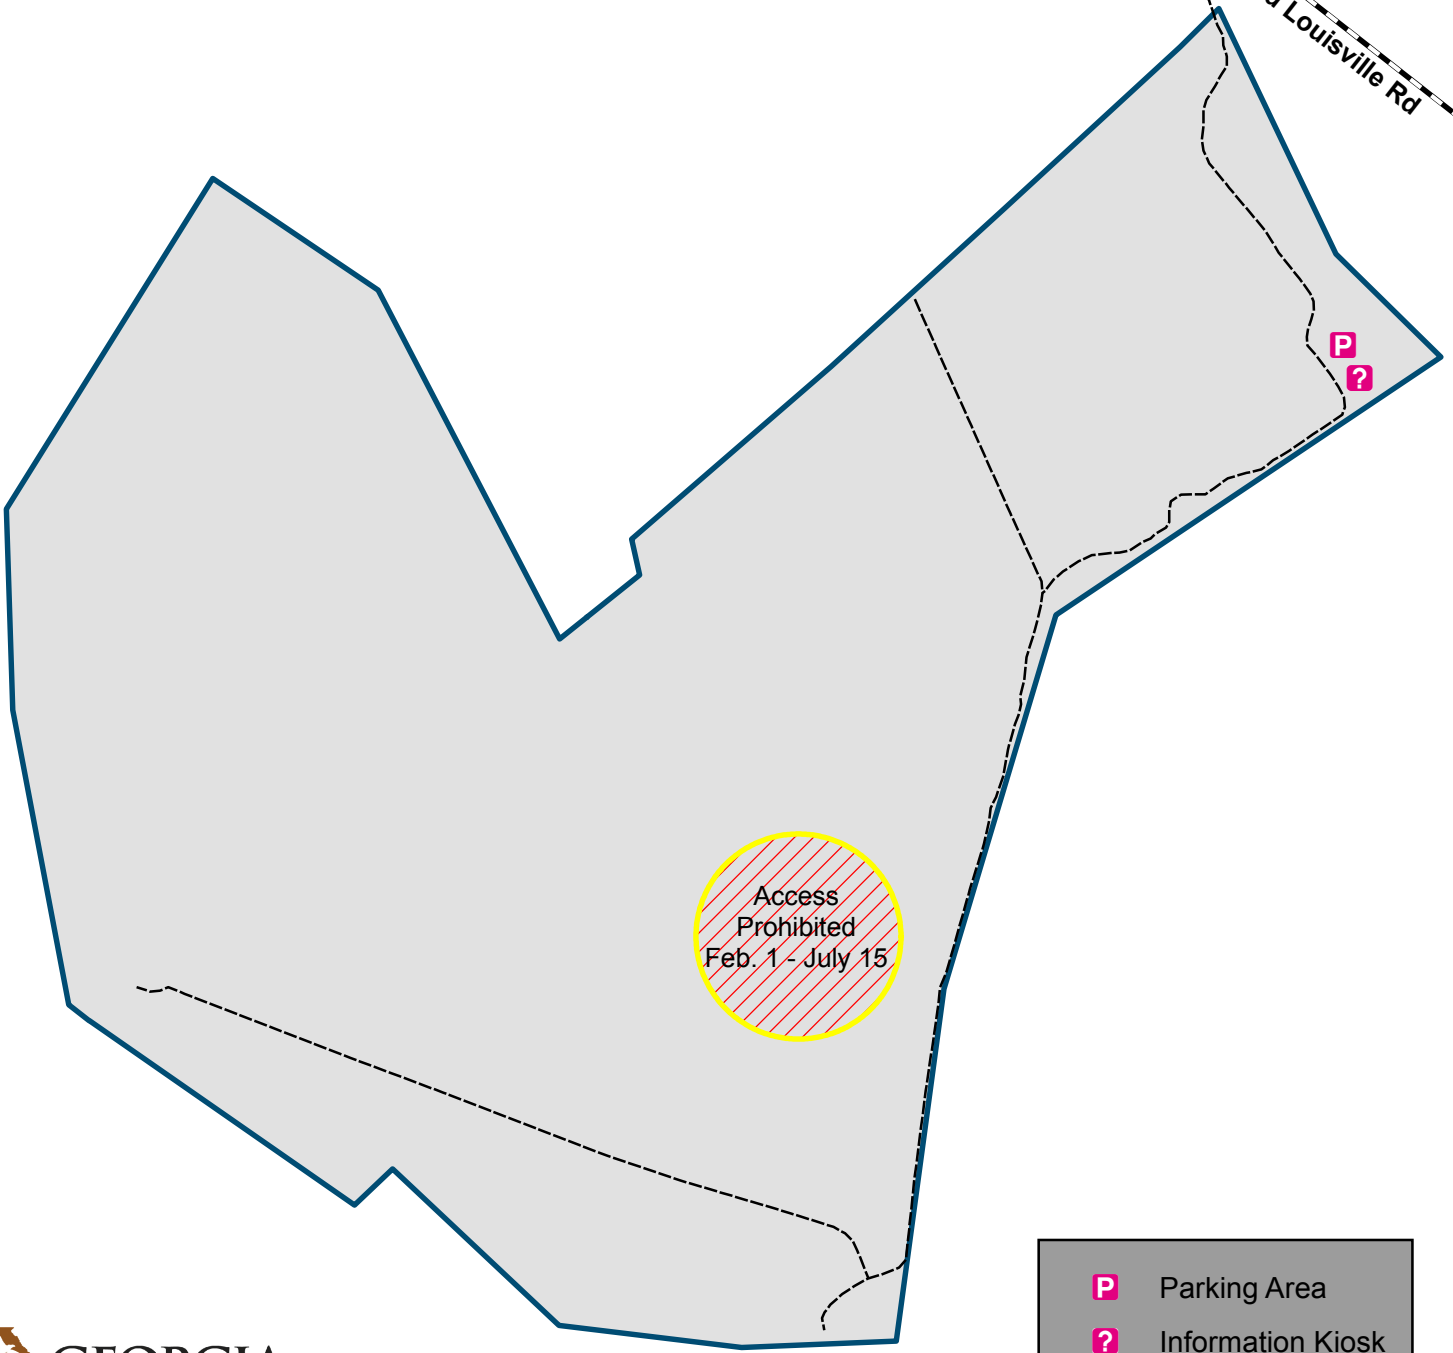 Louisville Rd
P
?
Access
Prohibited
Feb. 1 - July 15
P Parking Area
? Information Kiosk